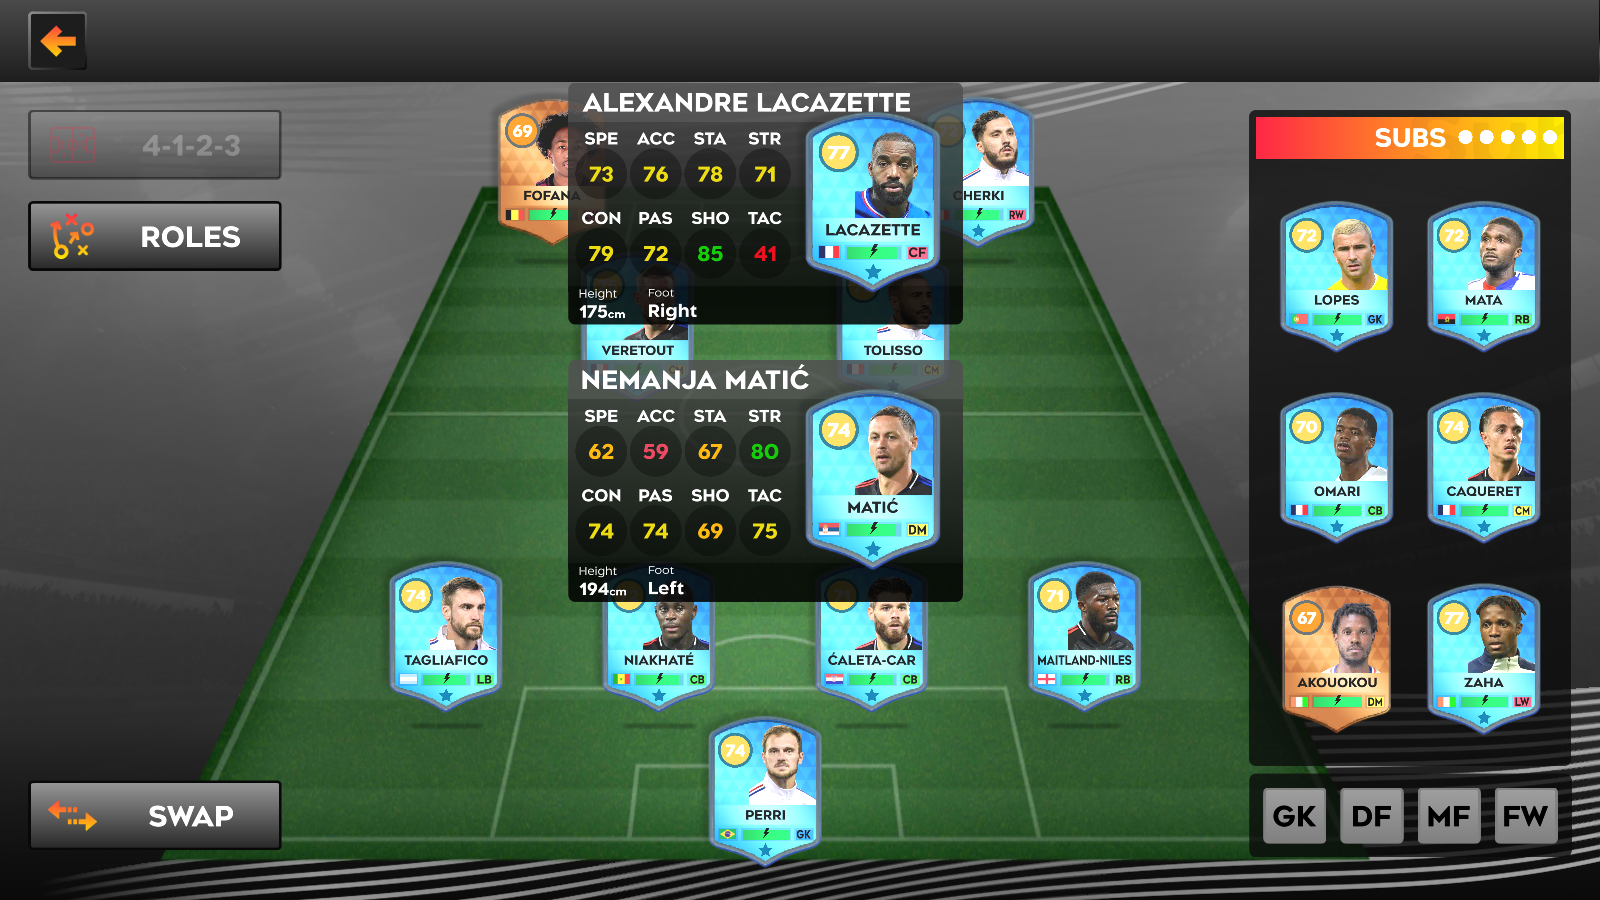 4-1-2-3
ROLES
SWAP
69
FOFANA
ALEXANDRE LACAZETTE
SPE ACC STA STR
73 76 78 71
CON PAS SHO TAC
79 72 85 41
Height Foot
175cm Right
77
LACAZETTE
CF
CHERKI
RW
VERETOUT
CM
TOLISSO
CM
NEMANJA MATIĆ
SPE ACC STA STR
62 59 67 80
CON PAS SHO TAC
74 74 69 75
Height Foot
194cm Left
74
MATIĆ
DM
74
TAGLIAFICO
LB
NIAKHATÉ
CB
ĆALETA-CAR
CB
71
MAITLAND-NILES
RB
74
PERRI
GK
SUBS
72
LOPES
GK
72
MATA
RB
70
OMARI
CB
74
CAQUERET
CM
67
AKOUOKOU
DM
77
ZAHA
LW
GK DF MF FW